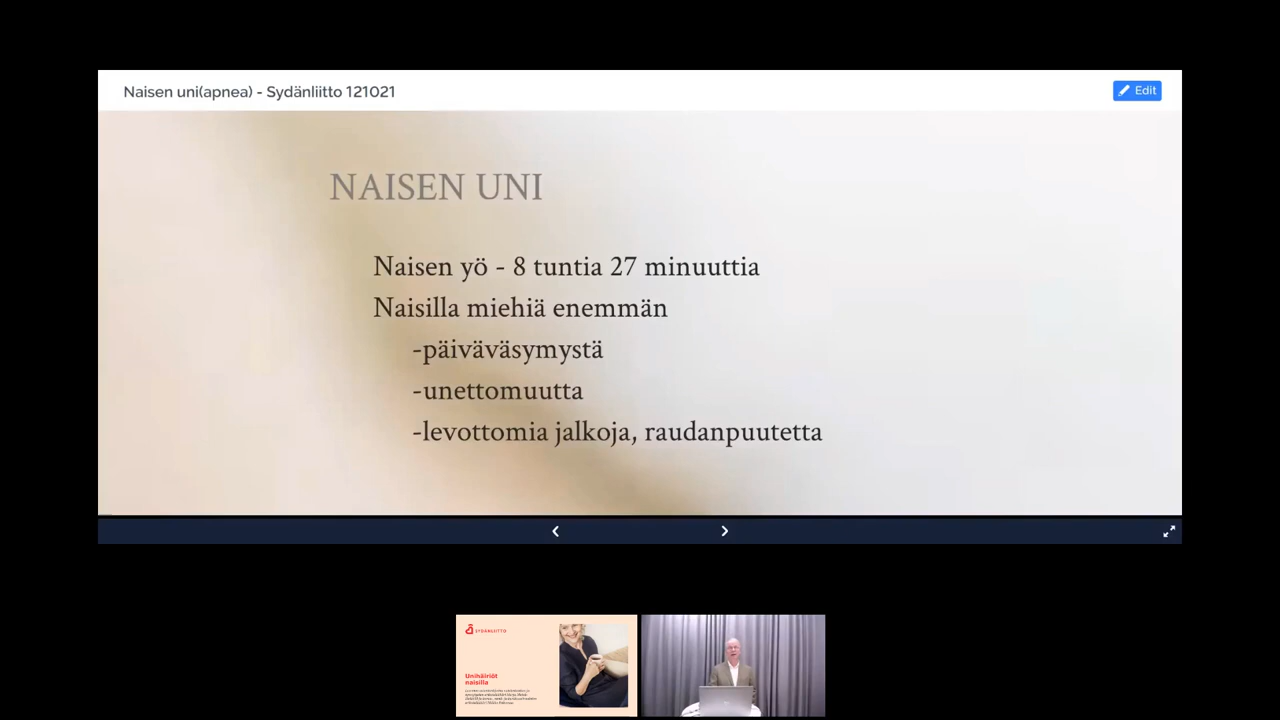 Naisen uni(apnea) - Sydänliitto 121021
Edit
NAISEN UNI
Naisen yö - 8 tuntia 27 minuuttia
Naisilla miehiä enemmän
-päiväväsymystä
-unettomuutta
-levottomia jalkoja, raudanpuutetta
SYDÄNLIITTO
Unihäiriöt
naisilla